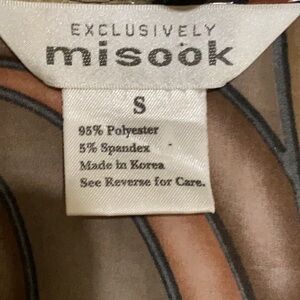 EXCLUSIVELY
misook
S
95% Polyester
5% Spandex
Made in Korea
See Reverse for Care.